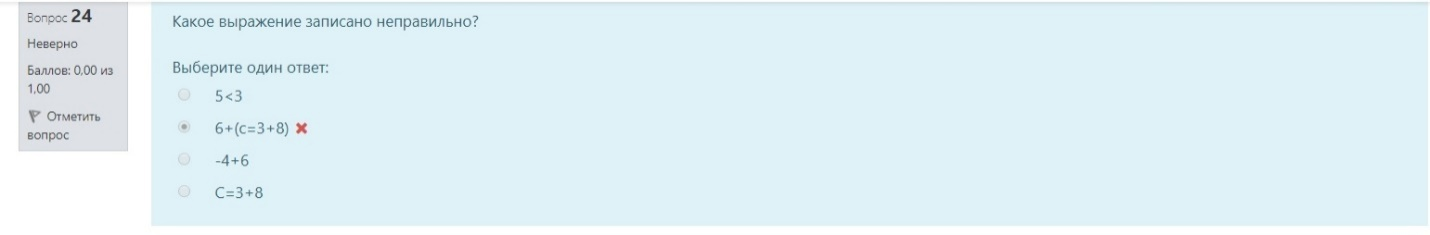 Вопрос 24
Неверно
Баллов: 0,00 из
1,00
Отметить
вопрос
Какое выражение записано неправильно?
Выберите один ответ:
5<3
6+(c=3+8)
-4+6
C=3+8